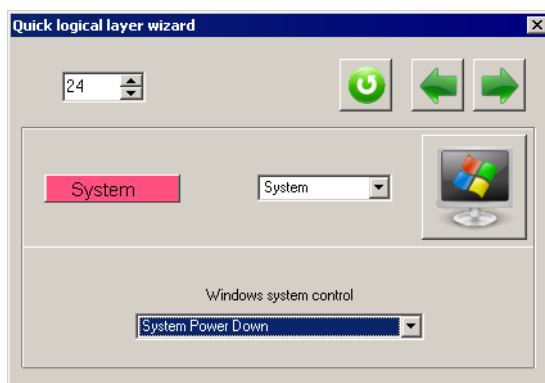 Quick logical layer wizard
24
System
System
Windows system control
System Power Down